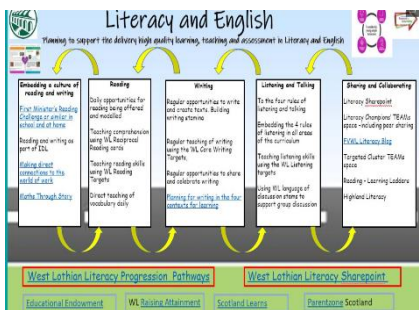 Literacy and English
Planning to support the delivery high quality learning, teaching and assessment in Literacy and English
Embedding a culture of
reading and writing
First Minister's Reading
Challenge or similar in
school and at home
Reading and writing as
part of IDL
Making direct
connections to the
world of work
Maths Through Story
Reading
Daily opportunities for
reading being offered
and modelled
Teaching comprehension
using WL Reciprocal
Reading cards
Teaching reading skills
using WL Reading
Targets
Direct teaching of
vocabulary daily
Writing
Regular opportunities to write
and create texts. Building
writing stamina
Regular teaching of writing
using the WL Core Writing
Targets
Regular opportunities to share
and celebrate writing
Planning for writing in the four
contexts for learning
Listening and Talking
To the four rules of
listening and talking
Embedding the 4 rules
of listening in all areas
of the curriculum
Teaching listening skills
using the WL Listening
targets
Using WL language of
discussion stems to
support group discussion
Sharing and Collaborating
Literacy Sharepoint
Literacy Champions' TEAMs
space -including peer sharing
FVWL Literacy Blog
Targeted Cluster TEAMs
space
Reading - Learning Ladders
Highland Literacy
West Lothian Literacy Progression Pathways
West Lothian Literacy Sharepoint
Educational Endowment
WL Raising Attainment
Scotland Learns
Parentzone Scotland